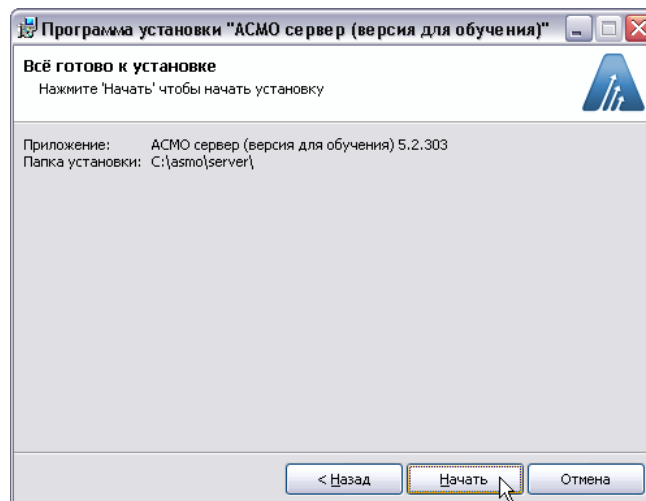 Программа установки "АСМО сервер (версия для обучения)"
Всё готово к установке
Нажмите 'Начать' чтобы начать установку
Приложение: АСМО сервер (версия для обучения) 5.2.303
Папка установки: C:\asmo\server\
< Назад Начать Отмена